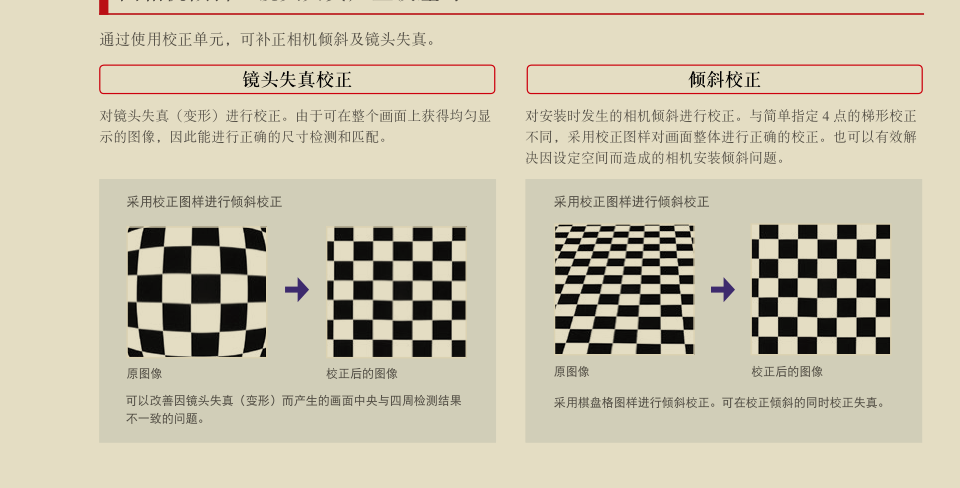 通过使用校正单元，可补正相机倾斜及镜头失真。
镜头失真校正
对镜头失真（变形）进行校正。由于可在整个画面上获得均匀显
示的图像，因此能进行正确的尺寸检测和匹配。
采用校正图样进行倾斜校正
原图像
校正后的图像
可以改善因镜头失真（变形）而产生的画面中央与四周检测结果
不一致的问题。
倾斜校正
对安装时发生的相机倾斜进行校正。与简单指定 4 点的梯形校正
不同，采用校正图样对画面整体进行正确的校正。也可以有效解
决因设定空间而造成的相机安装倾斜问题。
采用校正图样进行倾斜校正
原图像
校正后的图像
采用棋盘格图样进行倾斜校正。可在校正倾斜的同时校正失真。